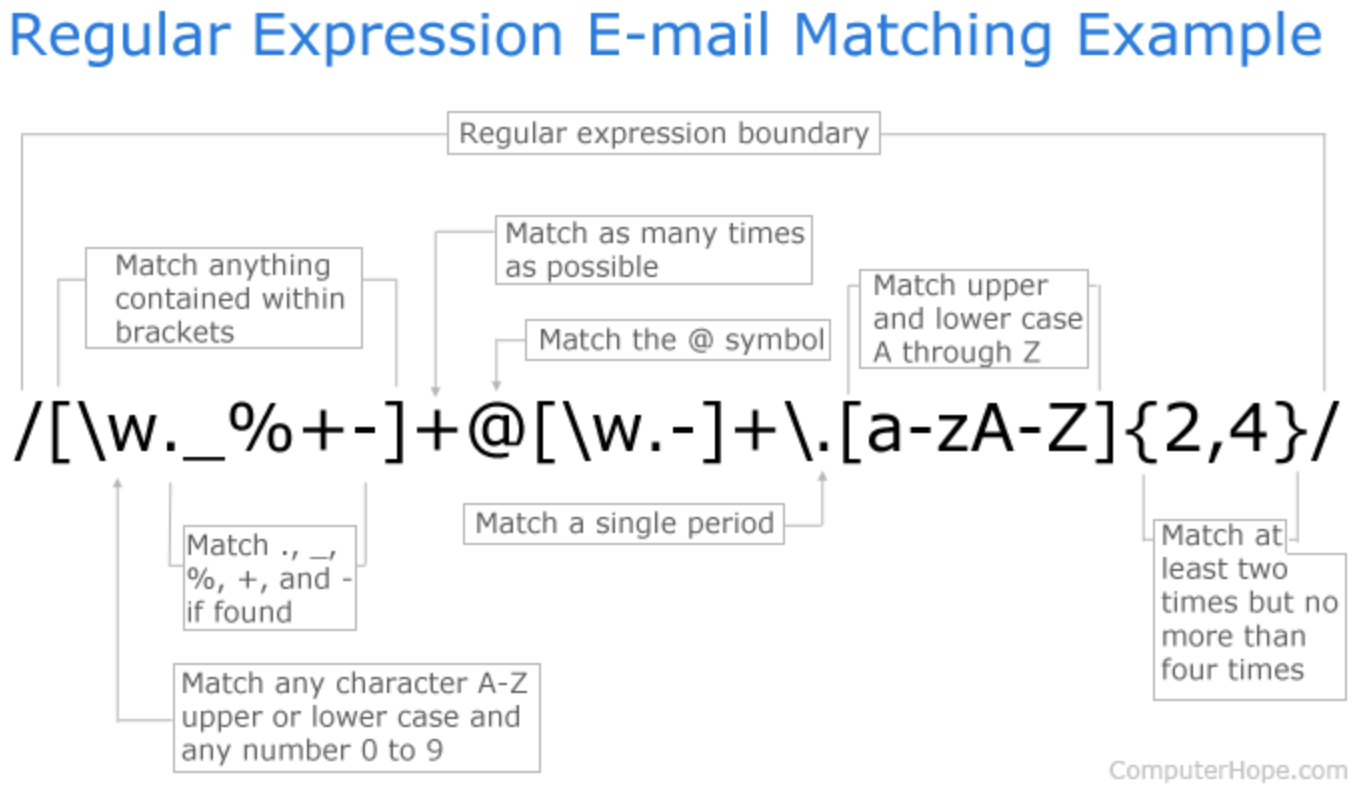 Regular Expression E-mail Matching Example
Regular expression boundary
Match as many times
as possible
Match anything
contained within
brackets
Match upper
and lower case
A through Z
Match the @ symbol
/[\w._%+-]+@[\w.-]+\.[a-zA-Z]{2,4}/
Match a single period
Match ., _,
%, +, and -
if found
Match at
least two
times but no
more than
four times
Match any character A-Z
upper or lower case and
any number 0 to 9
ComputerHope.com